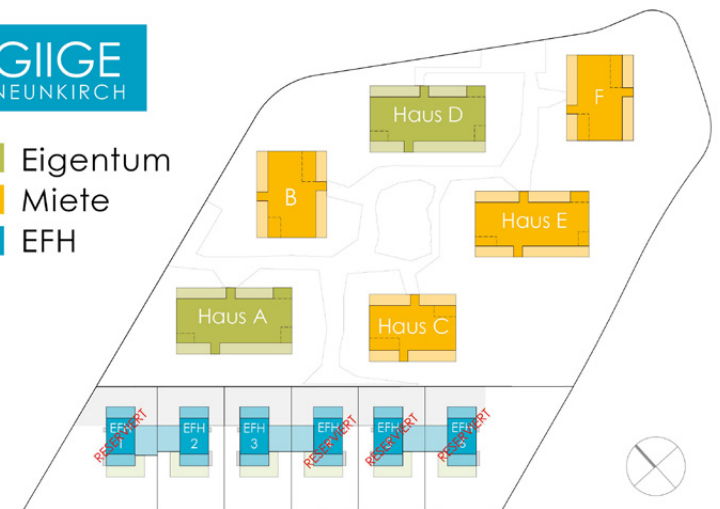 GIIGE
NEUNKIRCH
Eigentum
Miete
EFH
Haus D
F
B
Haus E
Haus A
Haus C
EFH
1
RESERVIERT
EFH
2
EFH
3
EFH
RESERVIERT
EFH
RESERVIERT
RESERVIERT